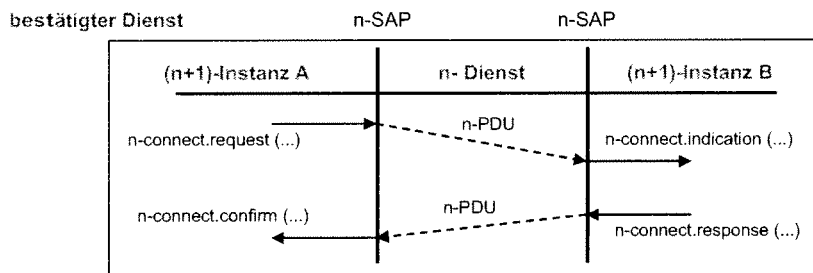 bestätigter Dienst n-SAP n-SAP
(n+1)-Instanz A n- Dienst (n+1)-Instanz B
n-PDU
n-connect.request (...) n-connect.indication (...)
n-PDU
n-connect.confirm (...) n-connect.response (...)